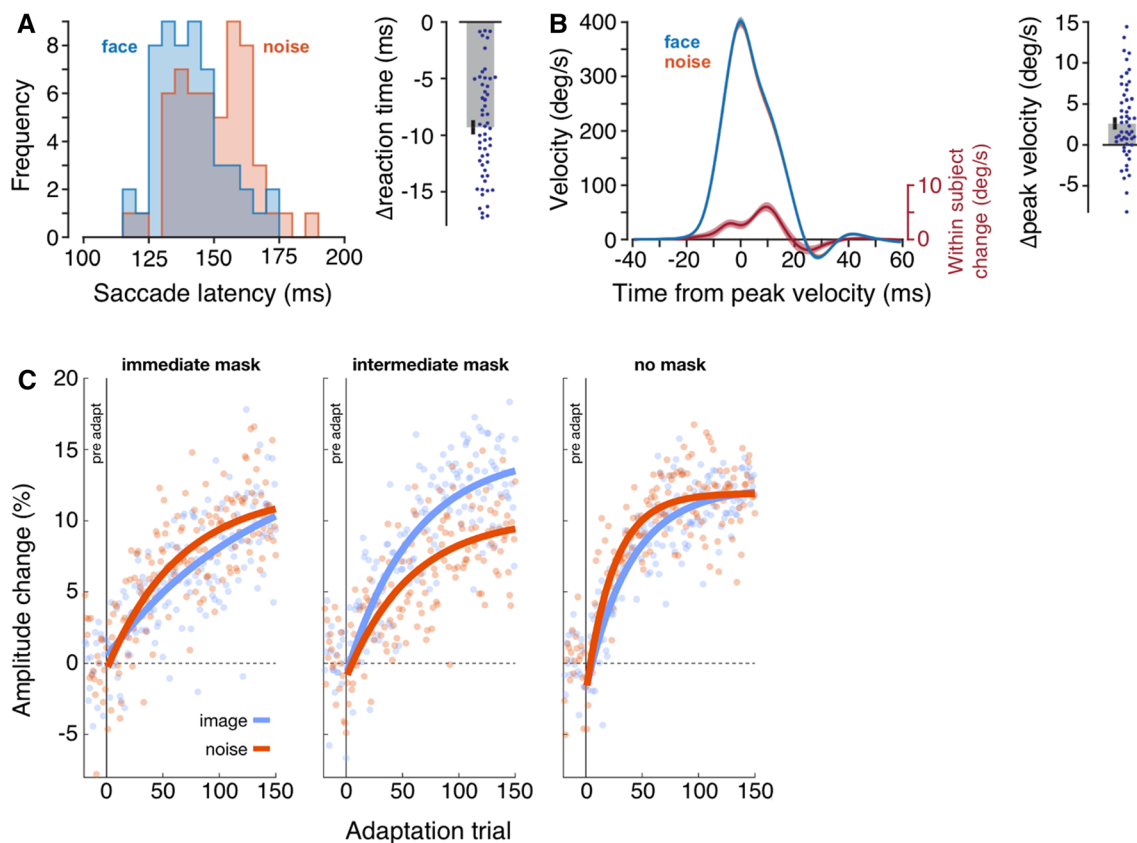 A
Frequency
9
8
6
4
2
0
face
noise
100
125
150
175
200
Saccade latency (ms)
Δreaction time (ms)
0
-5
-10
-15
B
Velocity (deg/s)
400
300
200
100
0
face
noise
-40
-20
0
20
40
60
Time from peak velocity (ms)
10
0
Within subject
change (deg/s)
Δpeak velocity (deg/s)
15
10
5
0
-5
C
immediate mask
intermediate mask
no mask
Amplitude change (%)
20
15
10
5
0
-5
pre adapt
pre adapt
pre adapt
image
noise
0
50
100
150
0
50
100
150
0
50
100
150
Adaptation trial